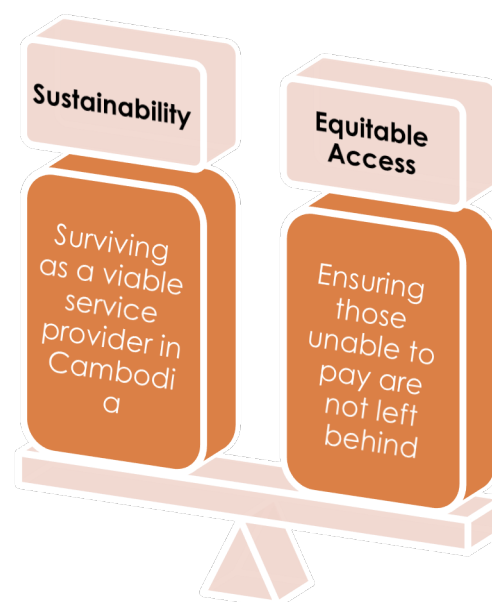 Sustainability
Surviving
as a viable
service
provider in
Cambodi
a
Equitable
Access
Ensuring
those
unable to
pay are
not left
behind